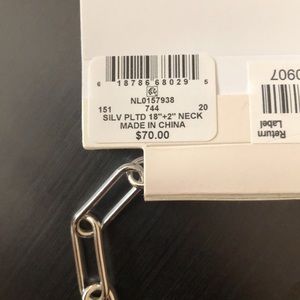 6 18786 68029 5
NL0157938
151 744 20
SILV PLTD 18"+2" NECK
MADE IN CHINA
$70.00
0907
Return
Label